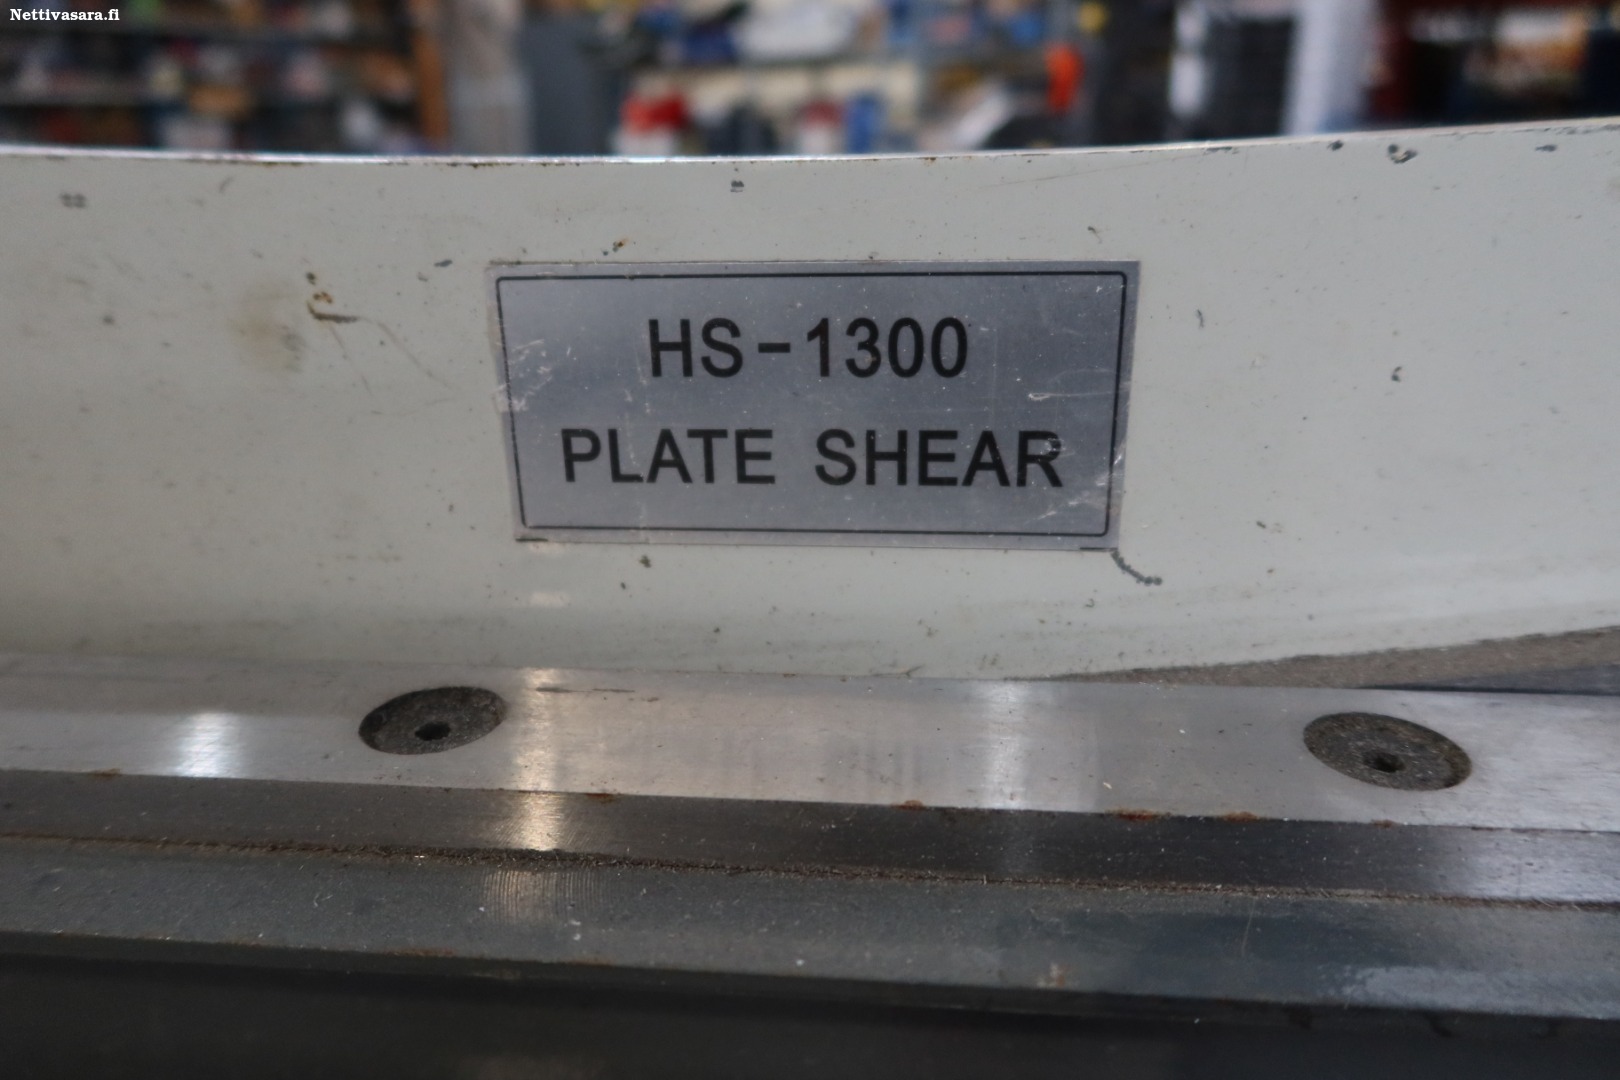 Nettivasara.fi
HS-1300
PLATE SHEAR